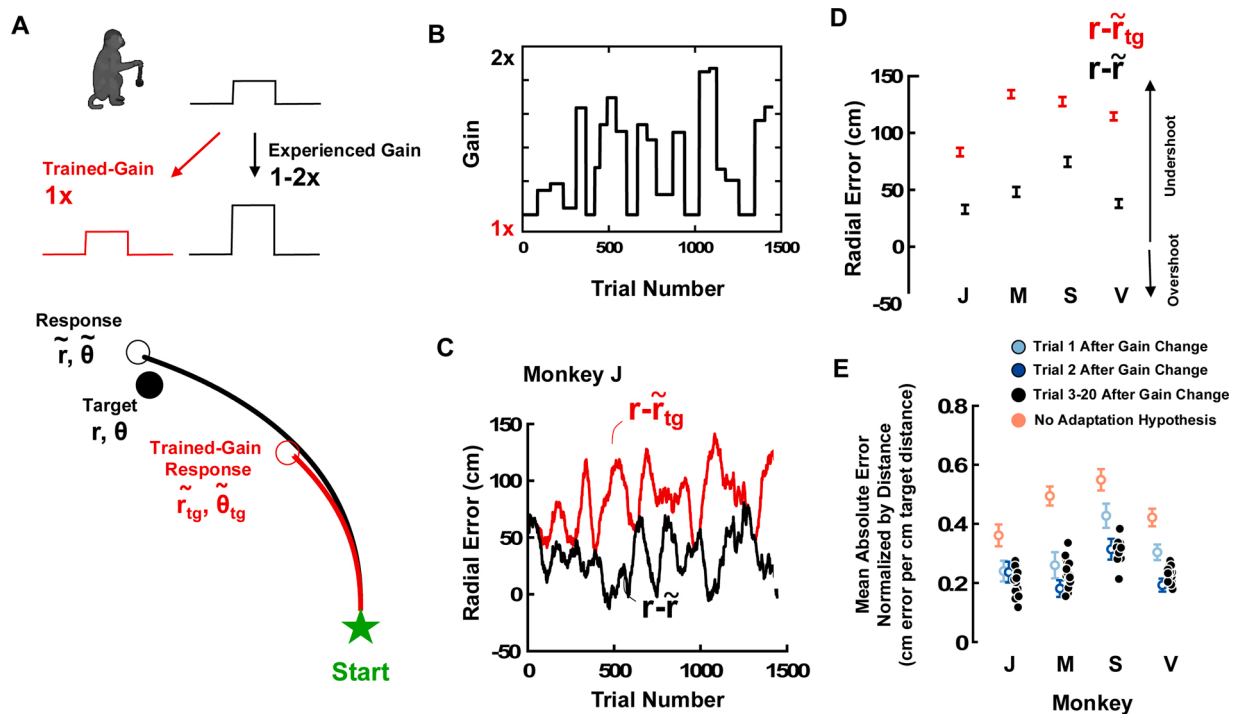 A
Trained-Gain
1x
Experienced Gain
1-2x
Response
r̃, θ̃
Target
r, θ
Trained-Gain
Response
r̃tg, θ̃tg
Start
B
2x
Gain
1x
0
500
1000
1500
Trial Number
C
Monkey J
r-r̃tg
150
100
50
0
-50
Radial Error (cm)
r-r̃
0
500
1000
1500
Trial Number
D
r-r̃tg
r-r̃
150
100
50
0
-50
Radial Error (cm)
Undershoot
Overshoot
J
M
S
V
Trial 1 After Gain Change
Trial 2 After Gain Change
Trial 3-20 After Gain Change
No Adaptation Hypothesis
E
0.8
0.6
0.4
0.2
0
Mean Absolute Error
Normalized by Distance
(cm error per cm target distance)
J
M
S
V
Monkey